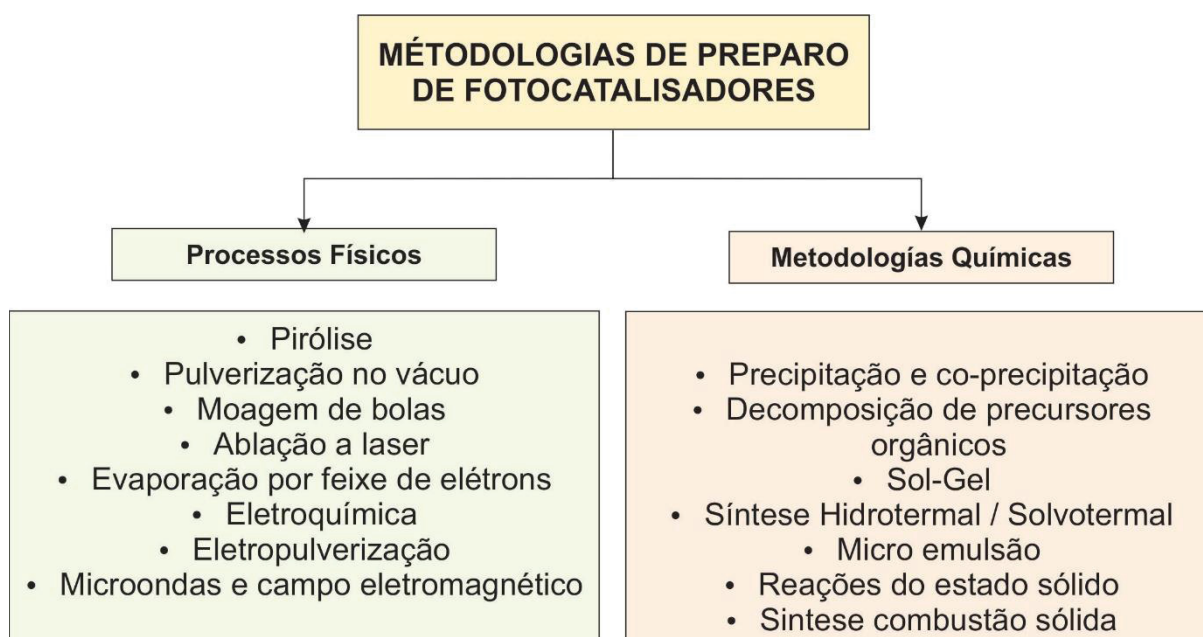 MÉTODOLOGIAS DE PREPARO
DE FOTOCATALISADORES
Processos Físicos
• Pirólise
• Pulverização no vácuo
• Moagem de bolas
• Ablação a laser
• Evaporação por feixe de elétrons
• Eletroquímica
• Eletropulverização
• Microondas e campo eletromagnético
Metodologías Químicas
• Precipitação e co-precipitação
• Decomposição de precursores
orgânicos
• Sol-Gel
• Síntese Hidrotermal / Solvotermal
• Micro emulsão
• Reações do estado sólido
• Sintese combustão sólida